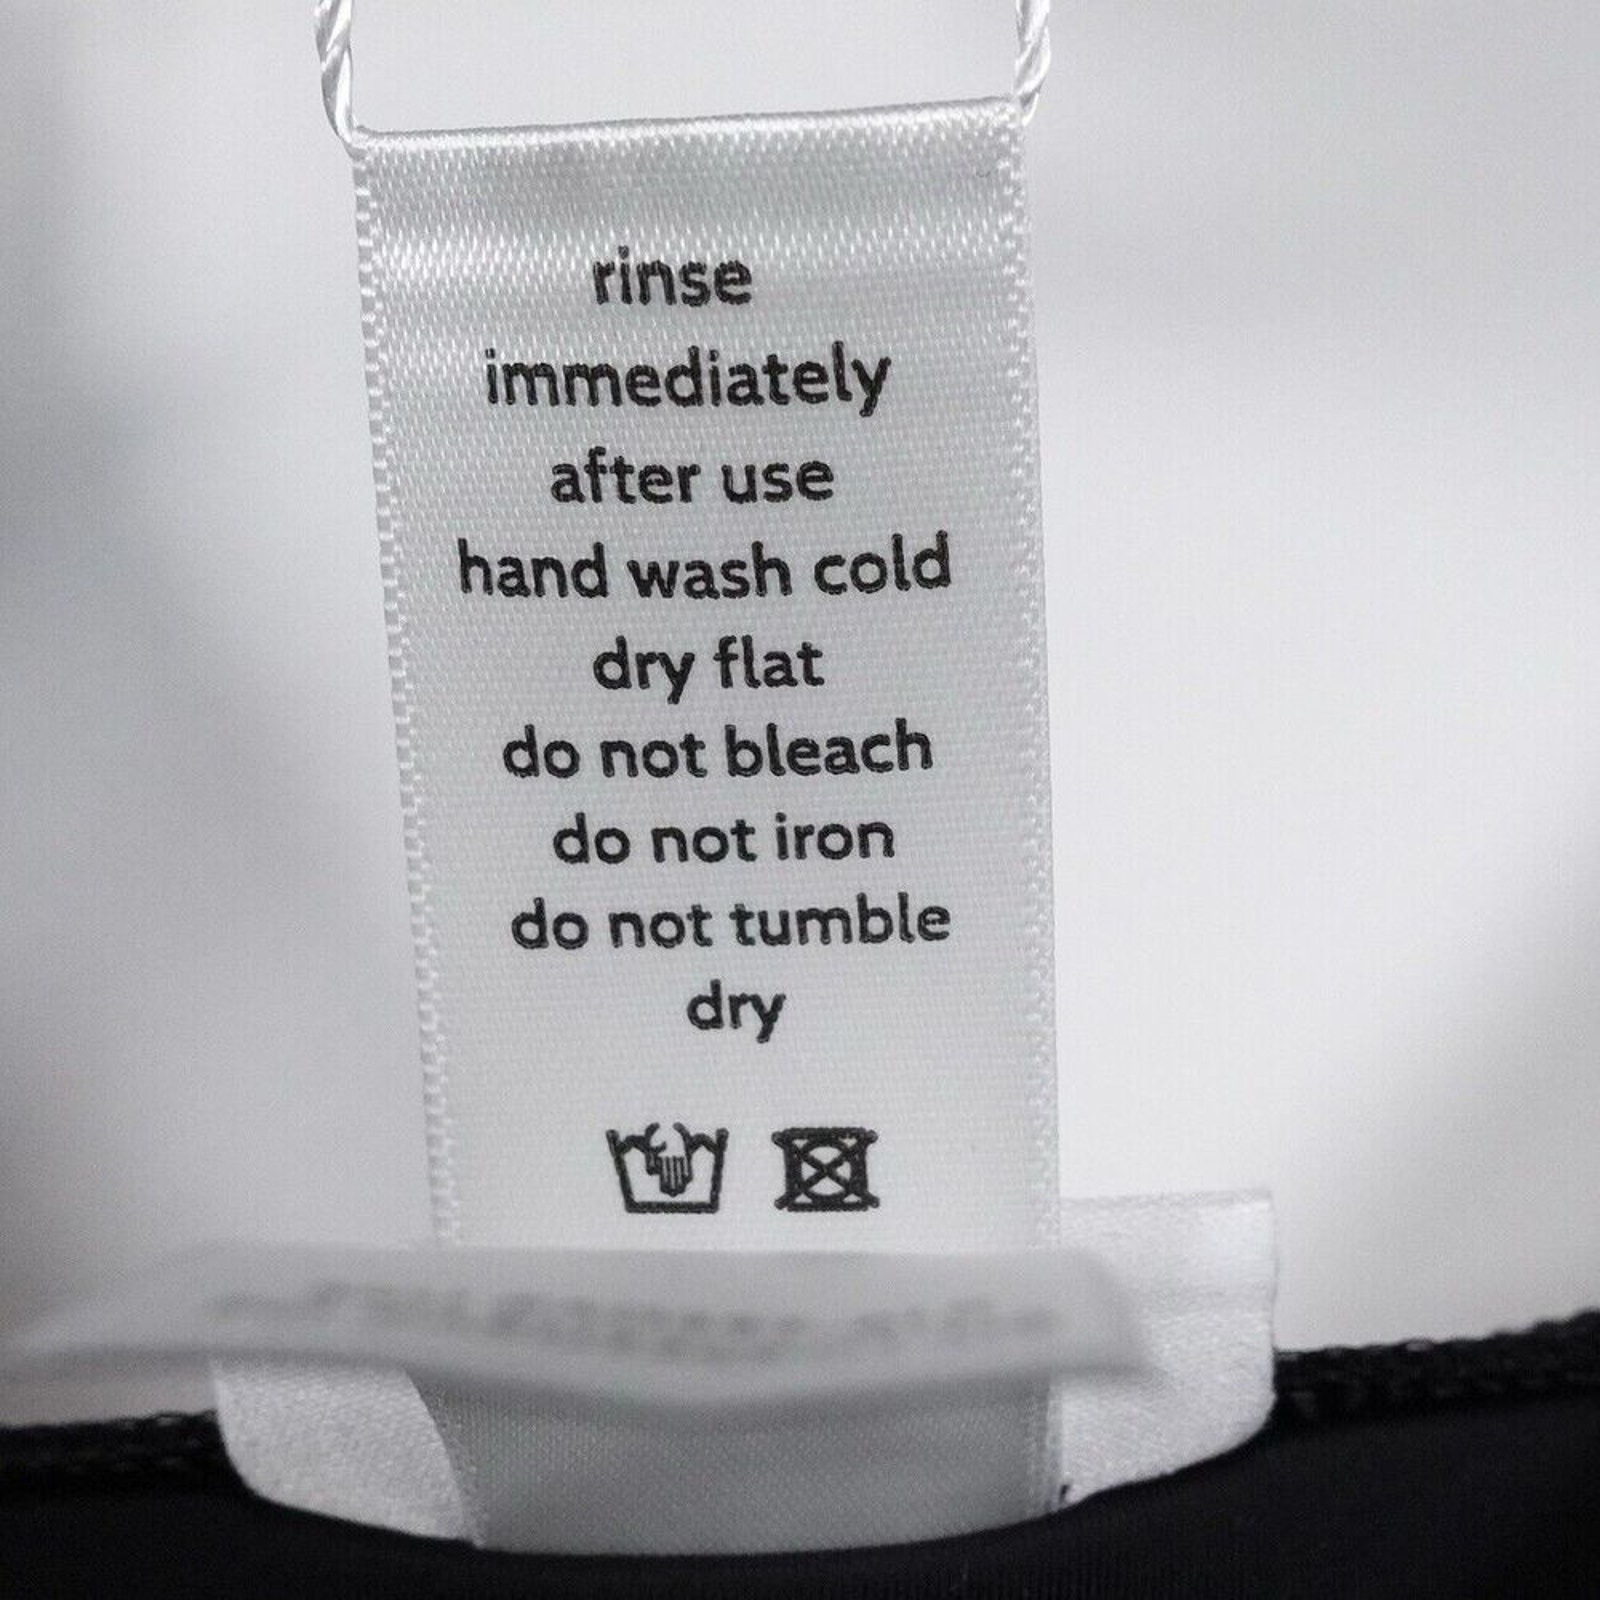 rinse
immediately
after use
hand wash cold
dry flat
do not bleach
do not iron
do not tumble
dry